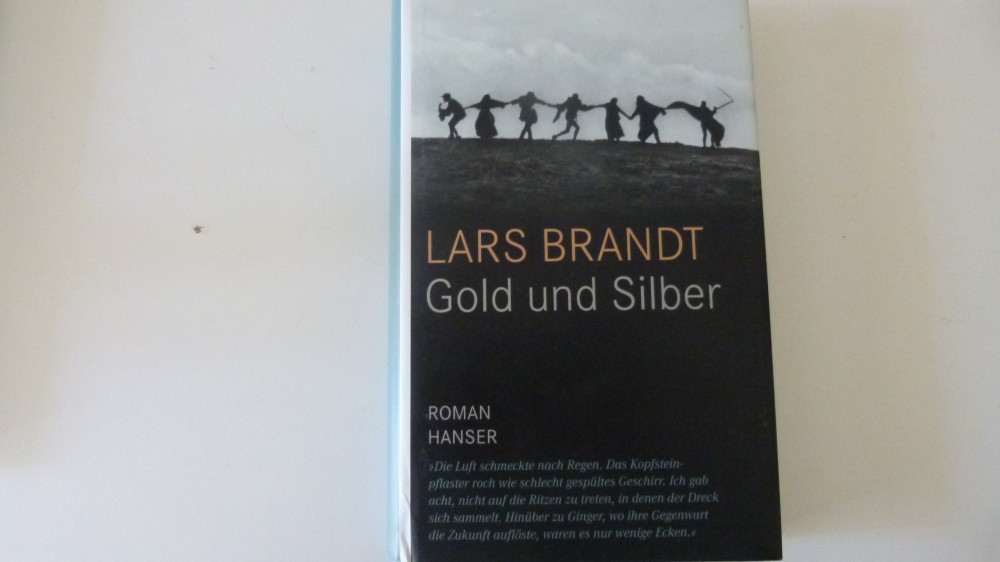 LARS BRANDT
Gold und Silber
ROMAN
HANSER
»Die Luft schmeckte nach Regen. Das Kopfstein-
pflaster roch wie schlecht gespültes Geschirr. Ich gab
acht, nicht auf die Ritzen zu treten, in denen der Dreck
sich sammelt. Hinüber zu Ginger, wo ihre Gegenwart
die Zukunft auflöste, waren es nur wenige Ecken.«